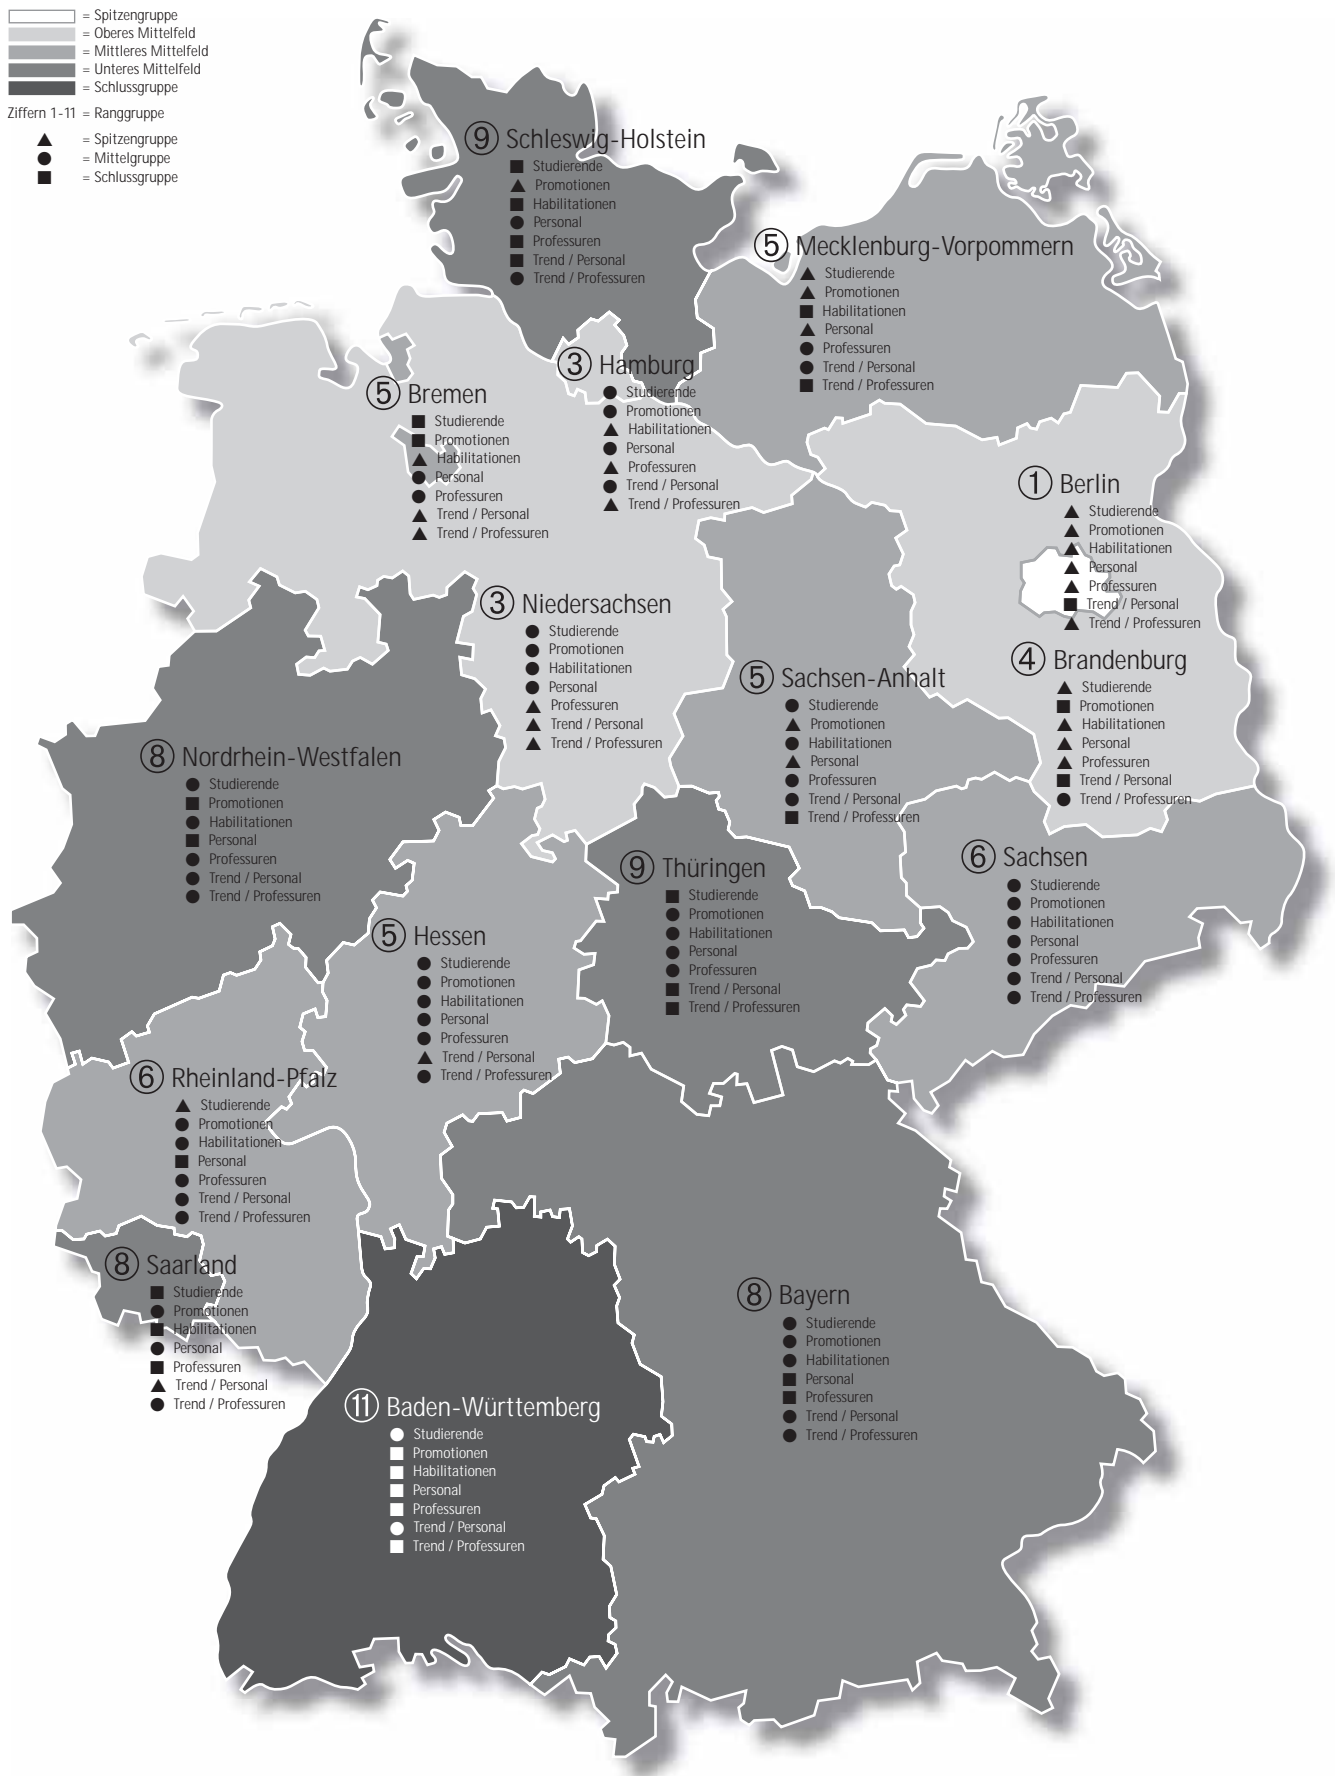 = Spitzengruppe
= Oberes Mittelfeld
= Mittleres Mittelfeld
= Unteres Mittelfeld
= Schlussgruppe
Ziffern 1-11 = Ranggruppe
= Spitzengruppe
= Mittelgruppe
= Schlussgruppe
9 Schleswig-Holstein
Studierende
Promotionen
Habilitationen
Personal
Professuren
Trend / Personal
Trend / Professuren
5 Mecklenburg-Vorpommern
Studierende
Promotionen
Habilitationen
Personal
Professuren
Trend / Personal
Trend / Professuren
3 Hamburg
Studierende
Promotionen
Habilitationen
Personal
Professuren
Trend / Personal
Trend / Professuren
5 Bremen
Studierende
Promotionen
Habilitationen
Personal
Professuren
Trend / Personal
Trend / Professuren
1 Berlin
Studierende
Promotionen
Habilitationen
Personal
Professuren
Trend / Personal
Trend / Professuren
3 Niedersachsen
Studierende
Promotionen
Habilitationen
Personal
Professuren
Trend / Personal
Trend / Professuren
4 Brandenburg
Studierende
Promotionen
Habilitationen
Personal
Professuren
Trend / Personal
Trend / Professuren
5 Sachsen-Anhalt
Studierende
Promotionen
Habilitationen
Personal
Professuren
Trend / Personal
Trend / Professuren
8 Nordrhein-Westfalen
Studierende
Promotionen
Habilitationen
Personal
Professuren
Trend / Personal
Trend / Professuren
9 Thüringen
Studierende
Promotionen
Habilitationen
Personal
Professuren
Trend / Personal
Trend / Professuren
6 Sachsen
Studierende
Promotionen
Habilitationen
Personal
Professuren
Trend / Personal
Trend / Professuren
5 Hessen
Studierende
Promotionen
Habilitationen
Personal
Professuren
Trend / Personal
Trend / Professuren
6 Rheinland-Pfalz
Studierende
Promotionen
Habilitationen
Personal
Professuren
Trend / Personal
Trend / Professuren
8 Saarland
Studierende
Promotionen
Habilitationen
Personal
Professuren
Trend / Personal
Trend / Professuren
8 Bayern
Studierende
Promotionen
Habilitationen
Personal
Professuren
Trend / Personal
Trend / Professuren
11 Baden-Württemberg
Studierende
Promotionen
Habilitationen
Personal
Professuren
Trend / Personal
Trend / Professuren